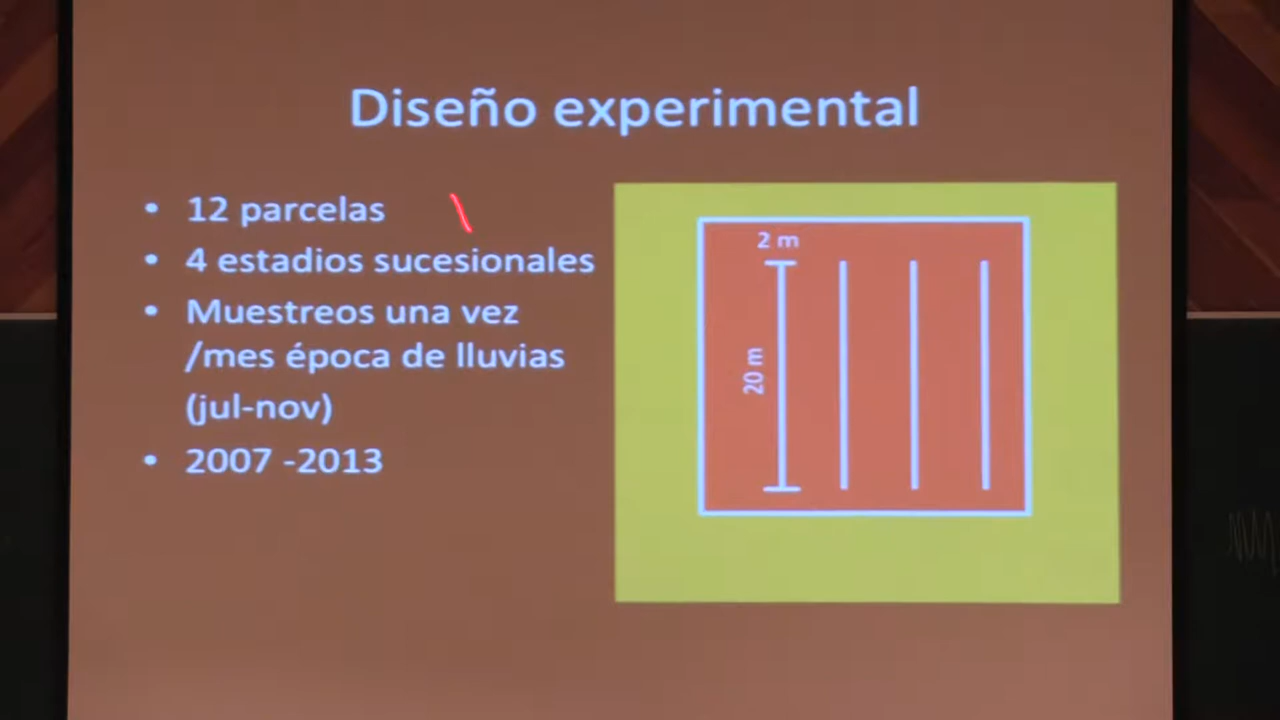 Diseño experimental
• 12 parcelas
• 4 estadios sucesionales
• Muestreos una vez
/mes época de lluvias
(jul-nov)
• 2007 -2013
2 m
20 m